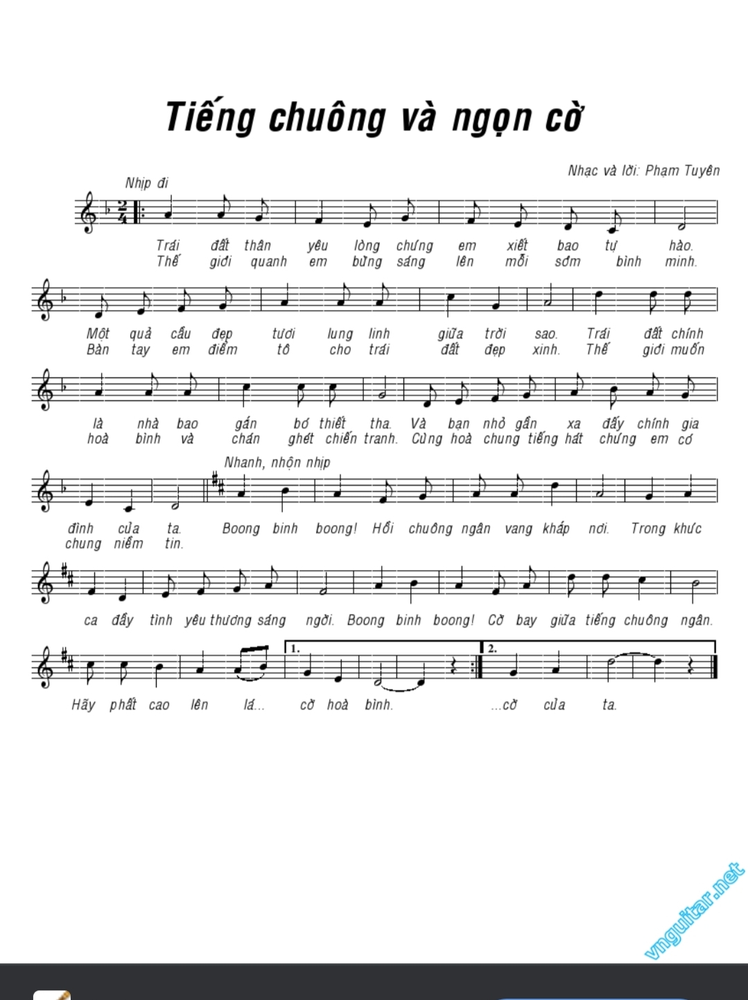 Tiếng chuông và ngọn cờ
Nhạc và lời: Phạm Tuyên
Nhịp đi
2
4
Trái đất thân yêu lòng chúng em xiết bao tự hào.
Thế giới quanh em bừng sáng lên mỗi sớm bình minh.
Một quả cầu đẹp tươi lung linh giữa trời sao. Trái đất chính
Bàn tay em điểm tô cho trái đất đẹp xinh. Thế giới muốn
là nhà bao gắn bó thiết tha. Và bạn nhỏ gần xa đấy chính gia
hoà bình và chán ghét chiến tranh. Cùng hoà chung tiếng hát chúng em có
Nhanh, nhộn nhịp
đình của ta. Boong binh boong! Hồi chuông ngân vang khắp nơi. Trong khúc
chung niềm tin.
ca đầy tình yêu thương sáng ngời. Boong binh boong! Cờ bay giữa tiếng chuông ngân.
1. 2.
Hãy phất cao lên lá... cờ hoà bình. ...cờ của ta.
vnguitar.net